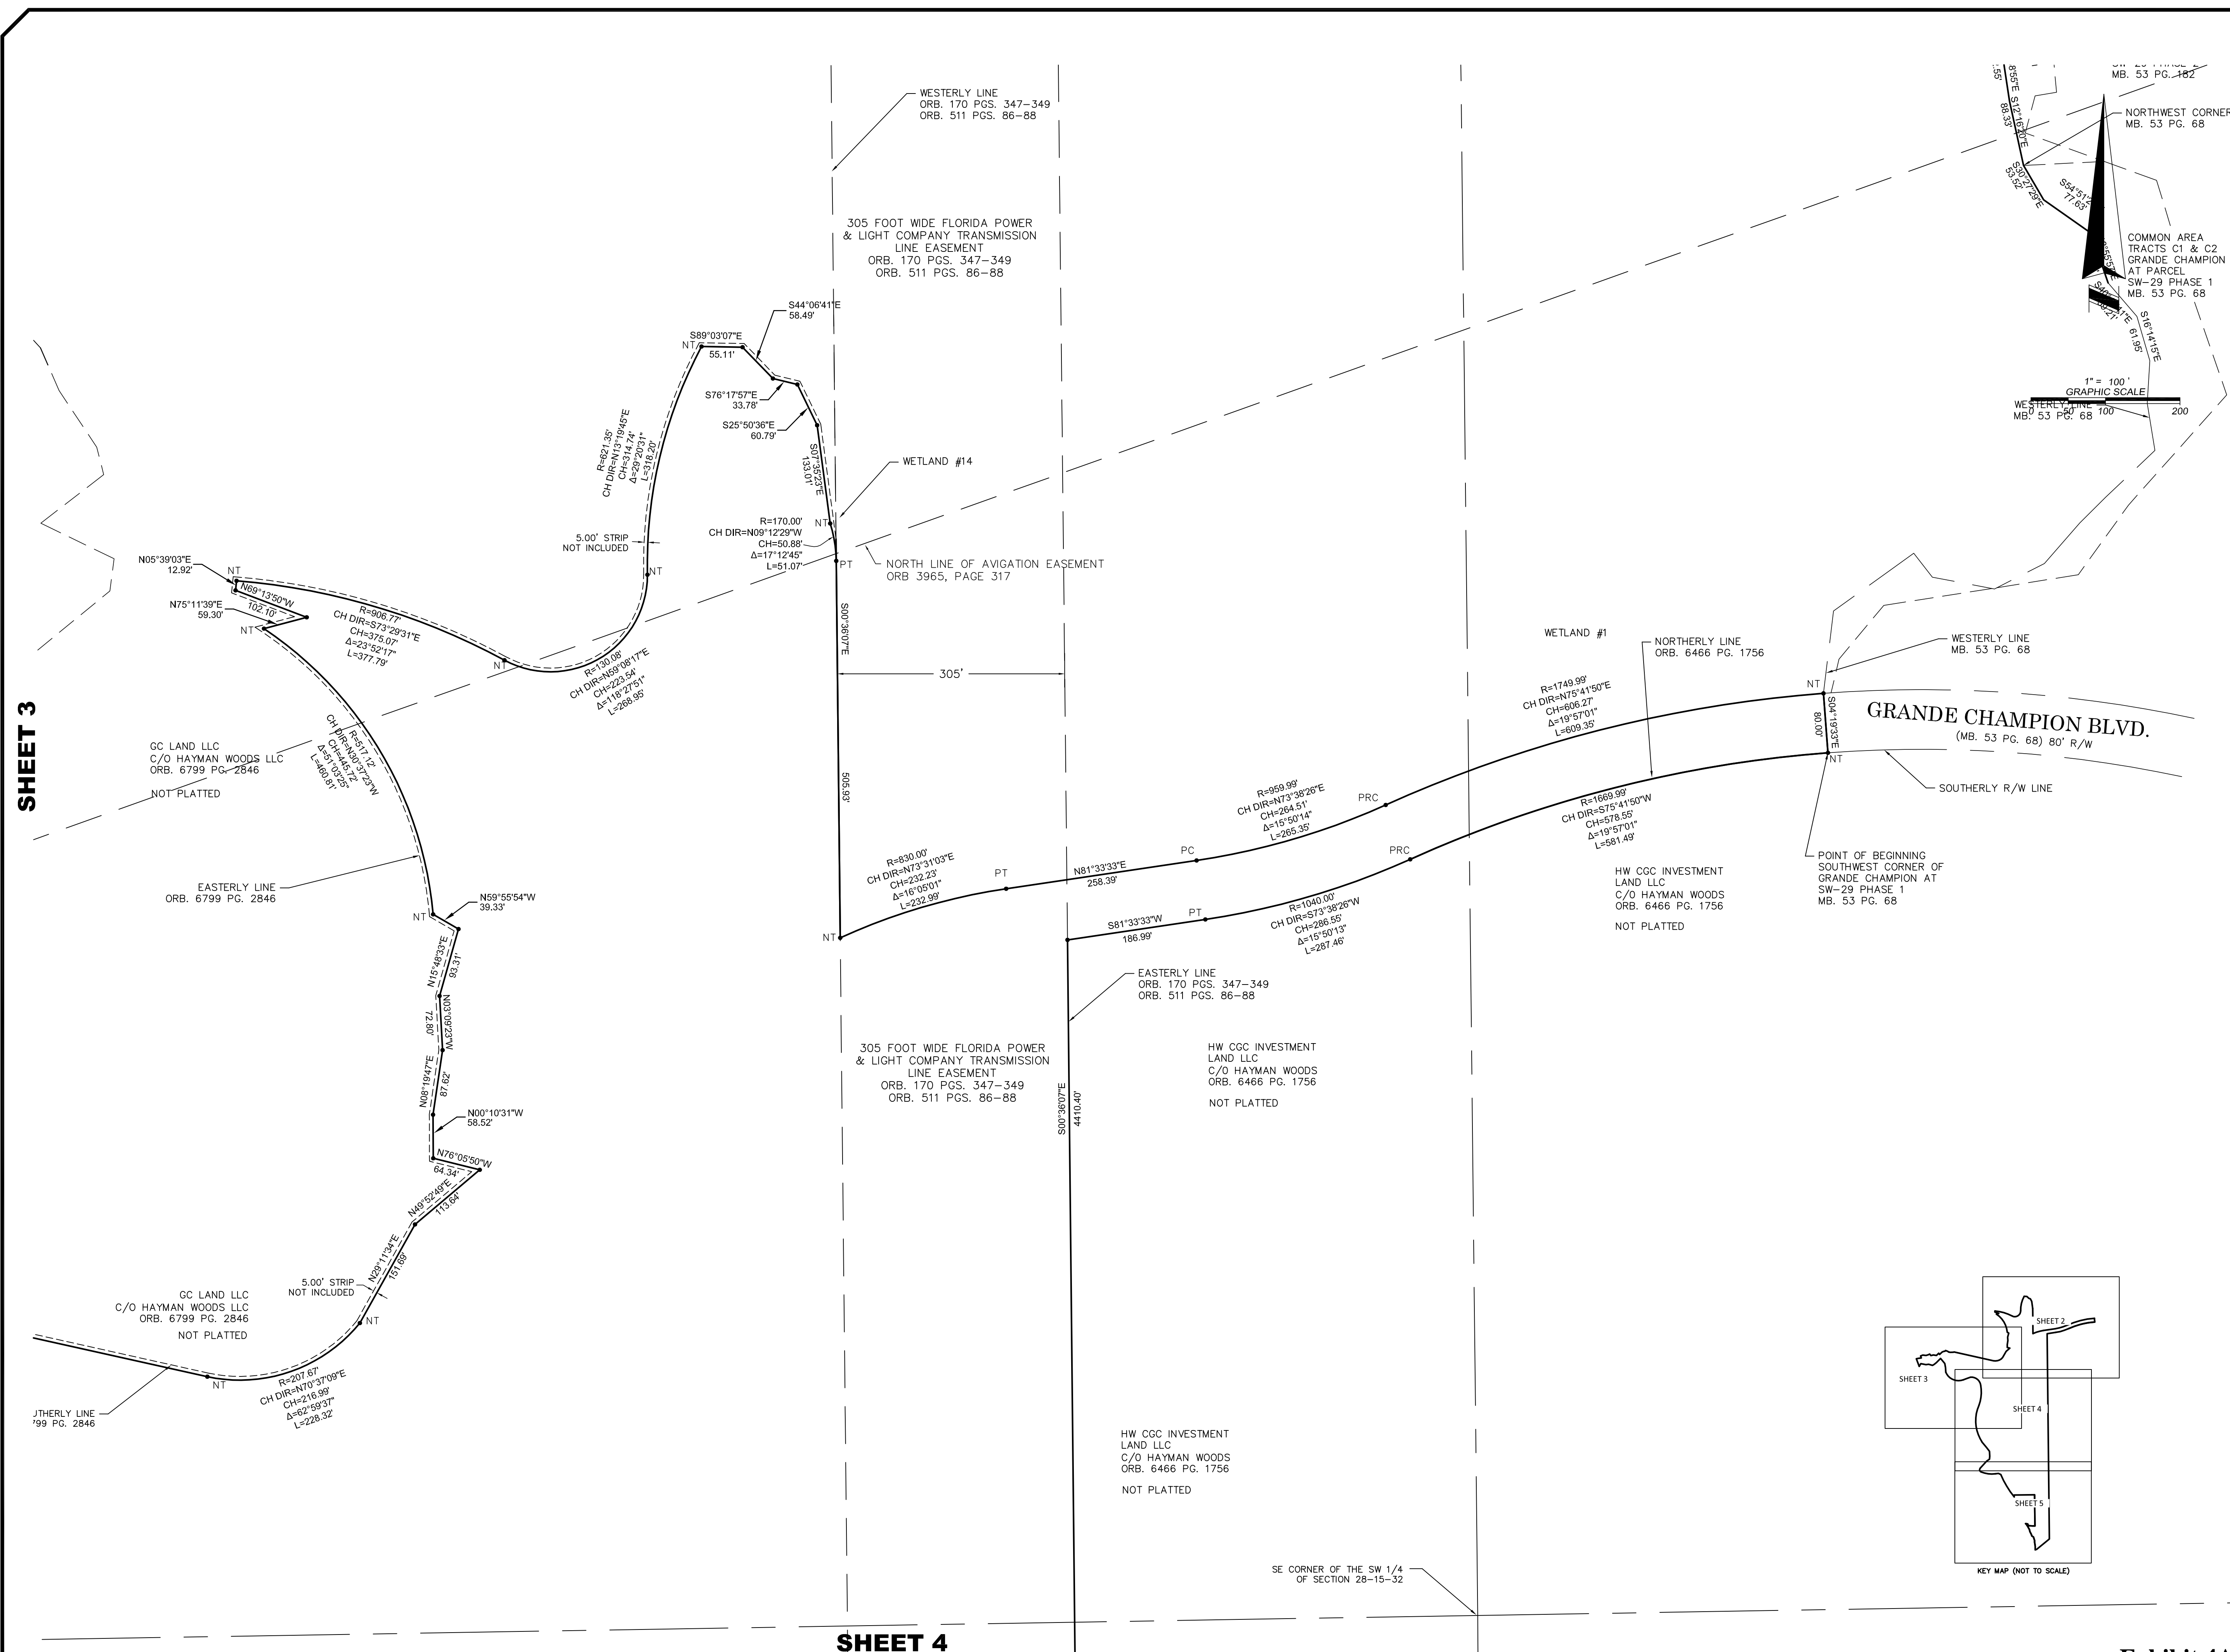 WESTERLY LINE
ORB. 170 PGS. 347-349
ORB. 511 PGS. 86-88
MB. 53 PG. 182
88.33'
S12°16'20"E
NORTHWEST CORNER
MB. 53 PG. 68
S30°27'29"E
53.52'
77.63'
305 FOOT WIDE FLORIDA POWER
& LIGHT COMPANY TRANSMISSION
LINE EASEMENT
ORB. 170 PGS. 347-349
ORB. 511 PGS. 86-88
COMMON AREA
TRACTS C1 & C2
GRANDE CHAMPION
AT PARCEL
SW-29 PHASE 1
MB. 53 PG. 68
S16°14'15"E
61.95'
1" = 100 '
GRAPHIC SCALE
0 50 100 200
WESTERLY LINE
MB. 53 PG. 68
S44°06'41"E
58.49'
S89°03'07"E
NT
55.11'
S76°17'57"E
33.78'
S25°50'36"E
60.79'
S07°35'23"E
133.01'
WETLAND #14
R=621.35'
CH DIR=N13°19'45"E
CH=314.74'
Δ=29°20'31"
L=318.20'
NT
R=170.00'
CH DIR=N09°12'29"W
CH=50.88'
Δ=17°12'45"
L=51.07'
5.00' STRIP
NOT INCLUDED
PT
NORTH LINE OF AVIGATION EASEMENT
ORB 3965, PAGE 317
N05°39'03"E
12.92'
NT
NT
N69°13'50"W
102.10'
N75°11'39"E
59.30'
NT
R=906.77'
CH DIR=S73°29'31"E
CH=375.07'
Δ=23°52'17"
L=377.79'
NT
R=130.08'
CH DIR=N59°08'17"E
CH=223.54'
Δ=118°27'51"
L=268.95'
S00°36'07"E
505.93'
305'
WETLAND #1
NORTHERLY LINE
ORB. 6466 PG. 1756
WESTERLY LINE
MB. 53 PG. 68
SHEET 3
GC LAND LLC
C/O HAYMAN WOODS LLC
ORB. 6799 PG. 2846
NOT PLATTED
R=517.12'
CH DIR=N30°37'23"W
CH=445.72'
Δ=51°03'25"
L=460.81'
R=1749.99'
CH DIR=N75°41'50"E
CH=606.27'
Δ=19°57'01"
L=609.35'
NT
S04°19'33"E
80.00'
NT
GRANDE CHAMPION BLVD.
(MB. 53 PG. 68) 80' R/W
SOUTHERLY R/W LINE
R=959.99'
CH DIR=N73°38'26"E
CH=264.51'
Δ=15°50'14"
L=265.35'
PRC
R=1669.99'
CH DIR=S75°41'50"W
CH=578.55'
Δ=19°57'01"
L=581.49'
PRC
PC
R=830.00'
CH DIR=N73°31'03"E
CH=232.23'
Δ=16°05'01"
L=232.99'
PT
N81°33'33"E
258.39'
NT
S81°33'33"W
186.99'
PT
R=1040.00'
CH DIR=S73°38'26"W
CH=286.55'
Δ=15°50'13"
L=287.46'
HW CGC INVESTMENT
LAND LLC
C/O HAYMAN WOODS
ORB. 6466 PG. 1756
NOT PLATTED
POINT OF BEGINNING
SOUTHWEST CORNER OF
GRANDE CHAMPION AT
SW-29 PHASE 1
MB. 53 PG. 68
EASTERLY LINE
ORB. 6799 PG. 2846
NT
N59°55'54"W
39.33'
N15°48'33"E
93.31'
N03°09'23"W
72.80'
N08°19'47"E
87.62'
N00°10'31"W
58.52'
N76°05'50"W
64.34'
N49°52'49"E
113.64'
N29°11'34"E
151.69'
EASTERLY LINE
ORB. 170 PGS. 347-349
ORB. 511 PGS. 86-88
305 FOOT WIDE FLORIDA POWER
& LIGHT COMPANY TRANSMISSION
LINE EASEMENT
ORB. 170 PGS. 347-349
ORB. 511 PGS. 86-88
S00°36'07"E
4410.40'
HW CGC INVESTMENT
LAND LLC
C/O HAYMAN WOODS
ORB. 6466 PG. 1756
NOT PLATTED
5.00' STRIP
NOT INCLUDED
GC LAND LLC
C/O HAYMAN WOODS LLC
ORB. 6799 PG. 2846
NOT PLATTED
NT
NT
R=207.67'
CH DIR=N70°37'09"E
CH=216.99'
Δ=62°59'37"
L=228.32'
UTHERLY LINE
799 PG. 2846
HW CGC INVESTMENT
LAND LLC
C/O HAYMAN WOODS
ORB. 6466 PG. 1756
NOT PLATTED
SHEET 2
SHEET 3
SHEET 4
SHEET 5
KEY MAP (NOT TO SCALE)
SE CORNER OF THE SW 1/4
OF SECTION 28-15-32
SHEET 4